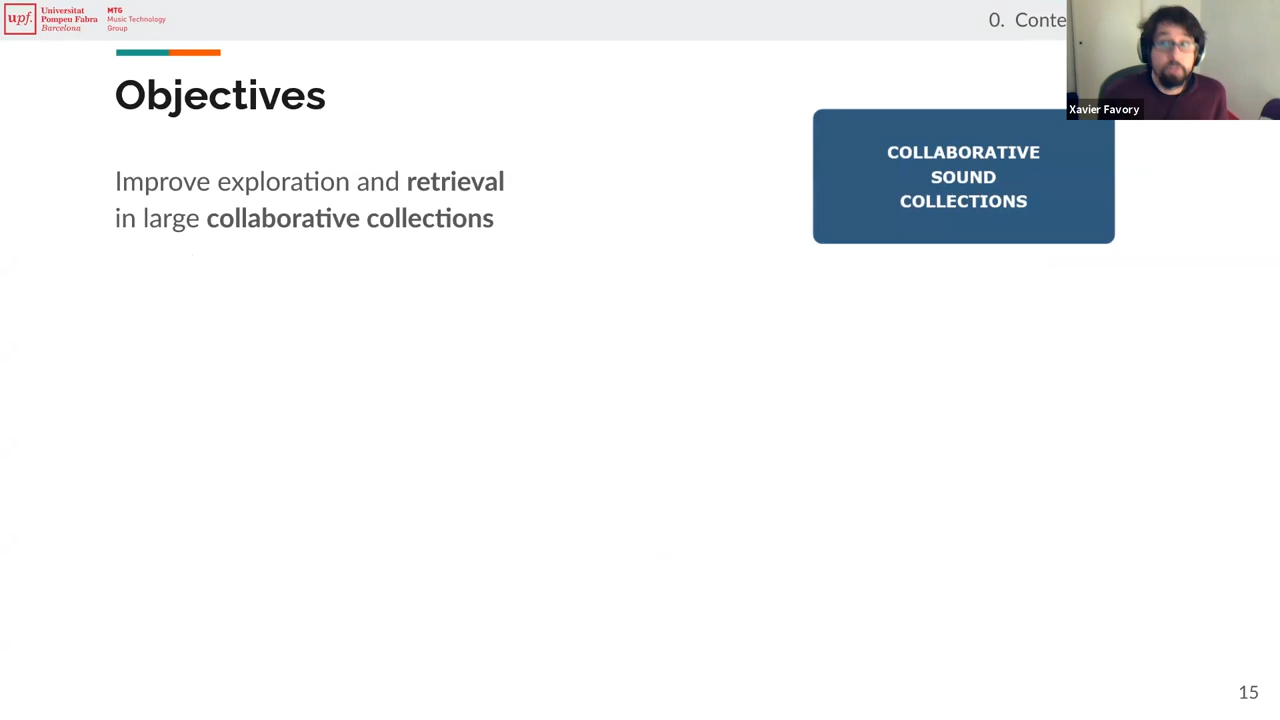 upf.
Universitat
Pompeu Fabra
Barcelona
MTG
Music Technology
Group
0. Conte
Xavier Favory
Objectives
Improve exploration and retrieval
in large collaborative collections
COLLABORATIVE
SOUND
COLLECTIONS
15